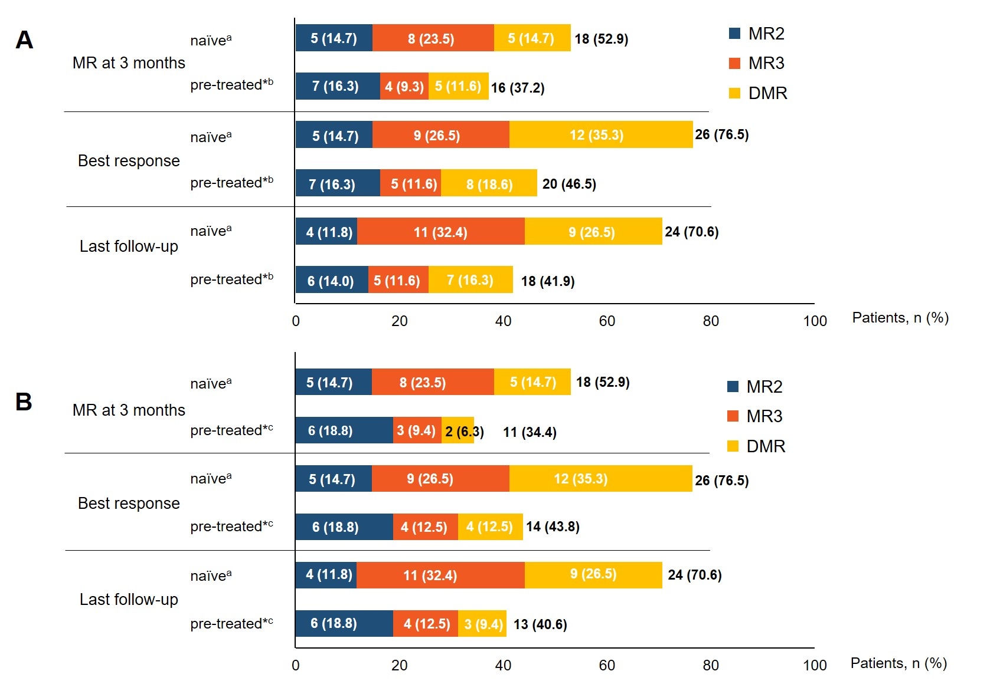 A
MR at 3 months
naïveᵃ
5 (14.7) 8 (23.5) 5 (14.7) 18 (52.9)
pre-treated*ᵇ
7 (16.3) 4 (9.3) 5 (11.6) 16 (37.2)
MR2
MR3
DMR
Best response
naïveᵃ
5 (14.7) 9 (26.5) 12 (35.3) 26 (76.5)
pre-treated*ᵇ
7 (16.3) 5 (11.6) 8 (18.6) 20 (46.5)
Last follow-up
naïveᵃ
4 (11.8) 11 (32.4) 9 (26.5) 24 (70.6)
pre-treated*ᵇ
6 (14.0) 5 (11.6) 7 (16.3) 18 (41.9)
0 20 40 60 80 100 Patients, n (%)
B
MR at 3 months
naïveᵃ
5 (14.7) 8 (23.5) 5 (14.7) 18 (52.9)
pre-treated*ᶜ
6 (18.8) 3 (9.4) 2 (6.3) 11 (34.4)
MR2
MR3
DMR
Best response
naïveᵃ
5 (14.7) 9 (26.5) 12 (35.3) 26 (76.5)
pre-treated*ᶜ
6 (18.8) 4 (12.5) 4 (12.5) 14 (43.8)
Last follow-up
naïveᵃ
4 (11.8) 11 (32.4) 9 (26.5) 24 (70.6)
pre-treated*ᶜ
6 (18.8) 4 (12.5) 3 (9.4) 13 (40.6)
0 20 40 60 80 100 Patients, n (%)